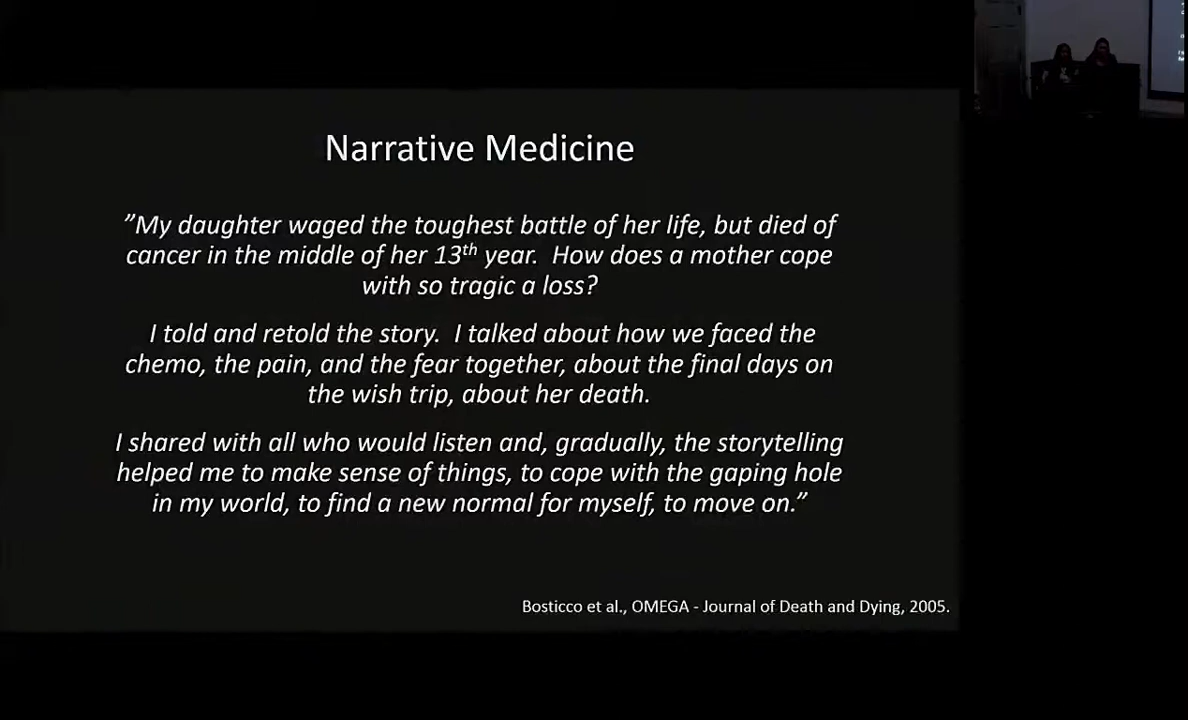 Narrative Medicine
”My daughter waged the toughest battle of her life, but died of
cancer in the middle of her 13th year. How does a mother cope
with so tragic a loss?
I told and retold the story. I talked about how we faced the
chemo, the pain, and the fear together, about the final days on
the wish trip, about her death.
I shared with all who would listen and, gradually, the storytelling
helped me to make sense of things, to cope with the gaping hole
in my world, to find a new normal for myself, to move on.”
Bosticco et al., OMEGA - Journal of Death and Dying, 2005.